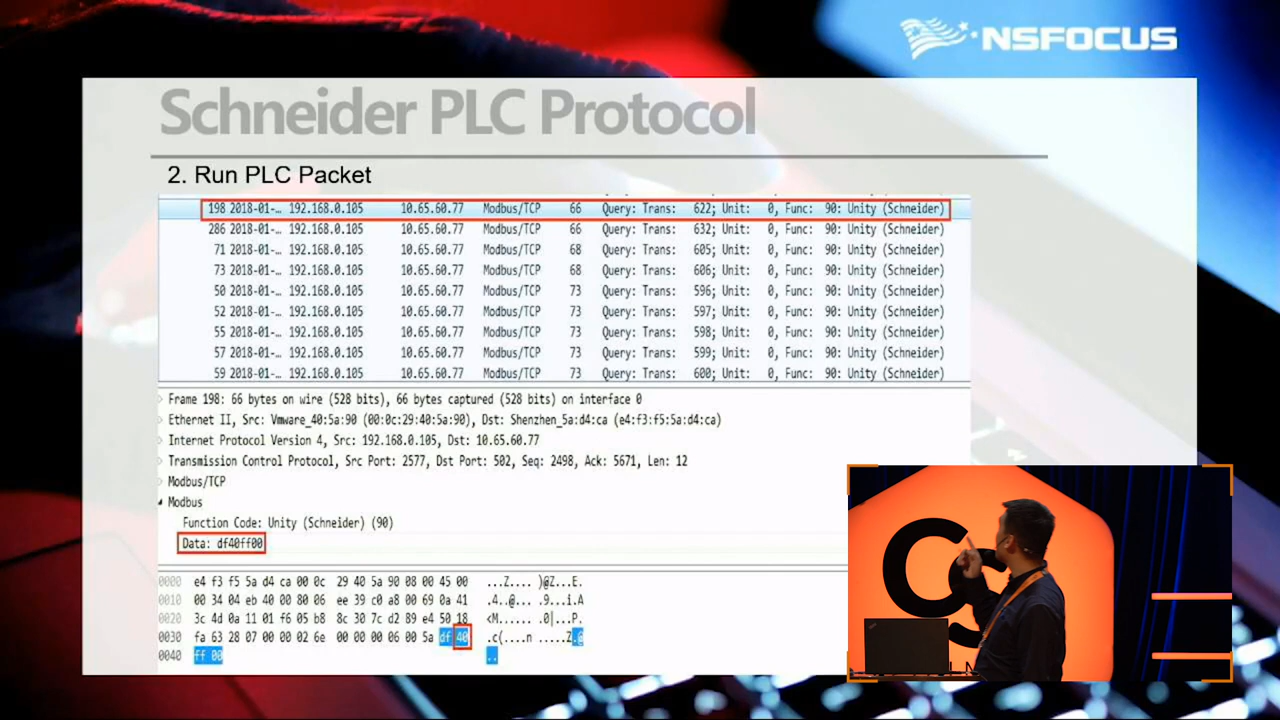 NSFOCUS
Schneider PLC Protocol
2. Run PLC Packet
198 2018-01-… 192.168.0.105 10.65.60.77 Modbus/TCP 66 Query: Trans: 622; Unit: 0, Func: 90: Unity (Schneider)
286 2018-01-… 192.168.0.105 10.65.60.77 Modbus/TCP 66 Query: Trans: 632; Unit: 0, Func: 90: Unity (Schneider)
71 2018-01-… 192.168.0.105 10.65.60.77 Modbus/TCP 68 Query: Trans: 605; Unit: 0, Func: 90: Unity (Schneider)
73 2018-01-… 192.168.0.105 10.65.60.77 Modbus/TCP 68 Query: Trans: 606; Unit: 0, Func: 90: Unity (Schneider)
50 2018-01-… 192.168.0.105 10.65.60.77 Modbus/TCP 73 Query: Trans: 596; Unit: 0, Func: 90: Unity (Schneider)
52 2018-01-… 192.168.0.105 10.65.60.77 Modbus/TCP 73 Query: Trans: 597; Unit: 0, Func: 90: Unity (Schneider)
55 2018-01-… 192.168.0.105 10.65.60.77 Modbus/TCP 73 Query: Trans: 598; Unit: 0, Func: 90: Unity (Schneider)
57 2018-01-… 192.168.0.105 10.65.60.77 Modbus/TCP 73 Query: Trans: 599; Unit: 0, Func: 90: Unity (Schneider)
59 2018-01-… 192.168.0.105 10.65.60.77 Modbus/TCP 73 Query: Trans: 600; Unit: 0, Func: 90: Unity (Schneider)
Frame 198: 66 bytes on wire (528 bits), 66 bytes captured (528 bits) on interface 0
Ethernet II, Src: Vmware_40:5a:90 (00:0c:29:40:5a:90), Dst: Shenzhen_5a:d4:ca (e4:f3:f5:5a:d4:ca)
Internet Protocol Version 4, Src: 192.168.0.105, Dst: 10.65.60.77
Transmission Control Protocol, Src Port: 2577, Dst Port: 502, Seq: 2498, Ack: 5671, Len: 12
Modbus/TCP
Modbus
Function Code: Unity (Schneider) (90)
Data: df40ff00
0000 e4 f3 f5 5a d4 ca 00 0c 29 40 5a 90 08 00 45 00 ...Z.... )@Z...E.
0010 00 34 04 eb 40 00 80 06 ee 39 c0 a8 00 69 0a 41 .4..@... .9...i.A
0020 3c 4d 0a 11 01 f6 05 b8 8c 30 7c d2 89 e4 50 18 <M...... .0|...P.
0030 fa 63 28 07 00 00 02 6e 00 00 00 06 00 5a df 40 .c(....n .....Z.@
0040 ff 00 ..